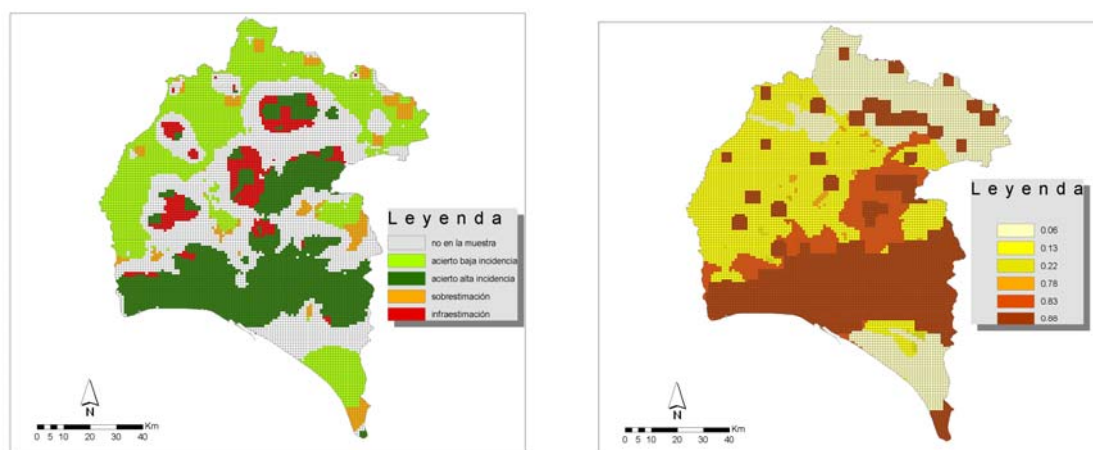 Leyenda
no en la muestra
acierto baja incidencia
acierto alta incidencia
sobrestimación
infraestimación
N
Km
0 5 10 20 30 40
Leyenda
0.06
0.13
0.22
0.78
0.83
0.88
N
Km
0 5 10 20 30 40